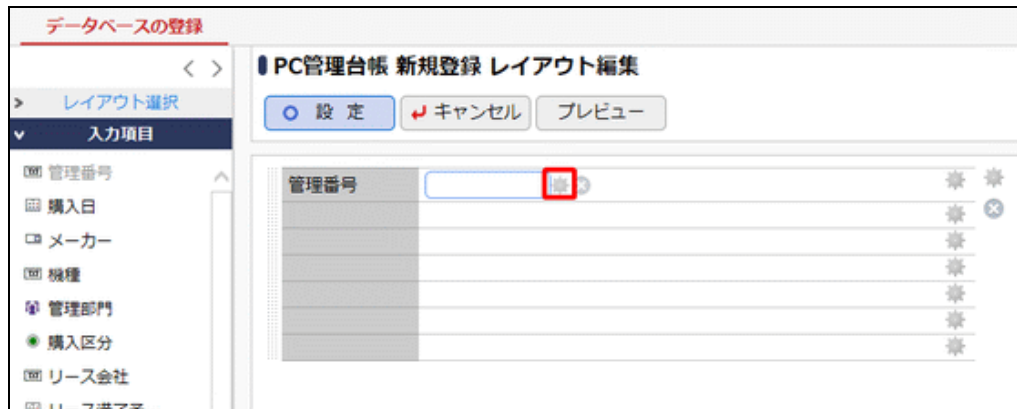 データベースの登録
< >
レイアウト選択
入力項目
管理番号
購入日
メーカー
機種
管理部門
購入区分
リース会社
PC管理台帳 新規登録 レイアウト編集
設 定
キャンセル
プレビュー
管理番号